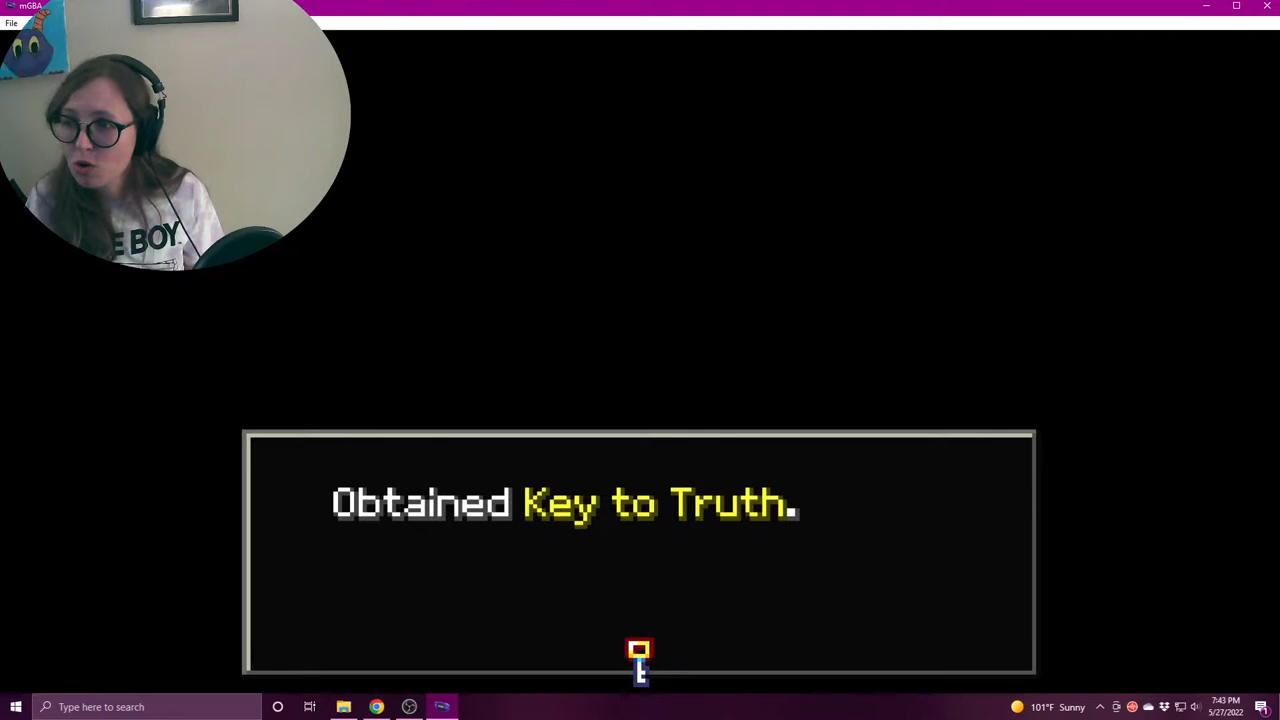 mGBA
File
E BOY
Obtained Key to Truth.
Type here to search
101°F Sunny
7:43 PM
5/27/2022
1